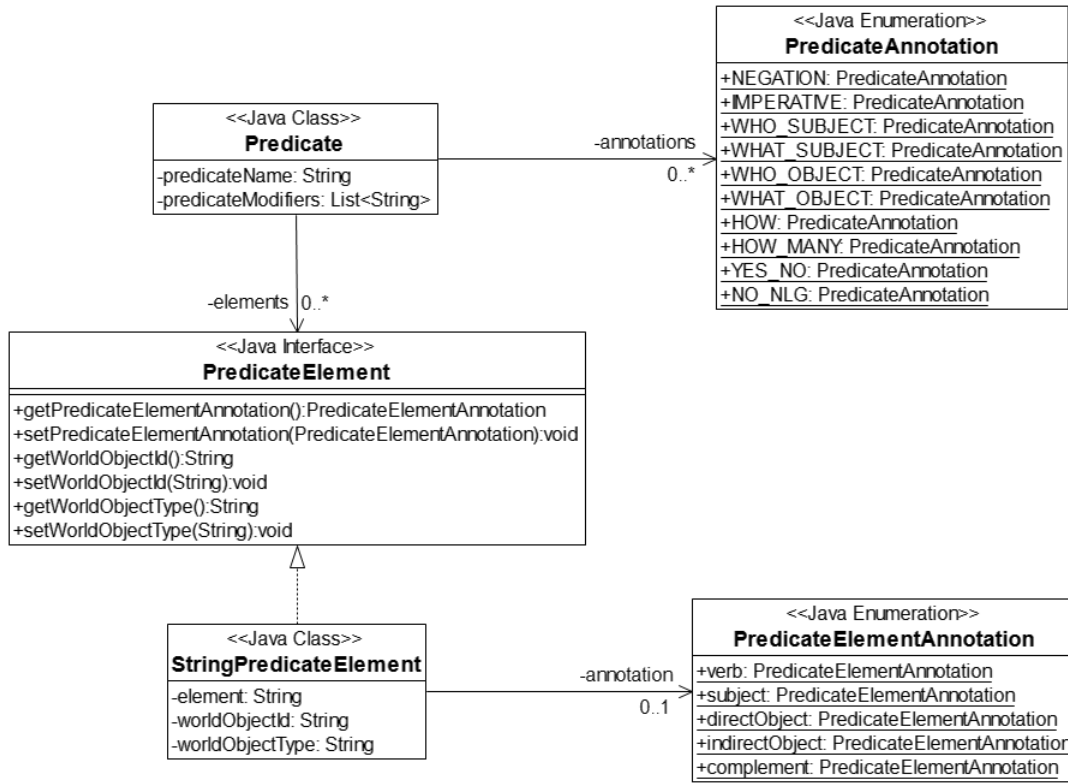 <<Java Enumeration>>
PredicateAnnotation
+NEGATION: PredicateAnnotation
+IMPERATIVE: PredicateAnnotation
+WHO_SUBJECT: PredicateAnnotation
+WHAT_SUBJECT: PredicateAnnotation
+WHO_OBJECT: PredicateAnnotation
+WHAT_OBJECT: PredicateAnnotation
+HOW: PredicateAnnotation
+HOW_MANY: PredicateAnnotation
+YES_NO: PredicateAnnotation
+NO_NLG: PredicateAnnotation
<<Java Class>>
Predicate
-predicateName: String
-predicateModifiers: List<String>
-annotations
0..*
-elements
0..*
<<Java Interface>>
PredicateElement
+getPredicateElementAnnotation():PredicateElementAnnotation
+setPredicateElementAnnotation(PredicateElementAnnotation):void
+getWorldObjectId():String
+setWorldObjectId(String):void
+getWorldObjectType():String
+setWorldObjectType(String):void
<<Java Class>>
StringPredicateElement
-element: String
-worldObjectId: String
-worldObjectType: String
-annotation
0..1
<<Java Enumeration>>
PredicateElementAnnotation
+verb: PredicateElementAnnotation
+subject: PredicateElementAnnotation
+directObject: PredicateElementAnnotation
+indirectObject: PredicateElementAnnotation
+complement: PredicateElementAnnotation